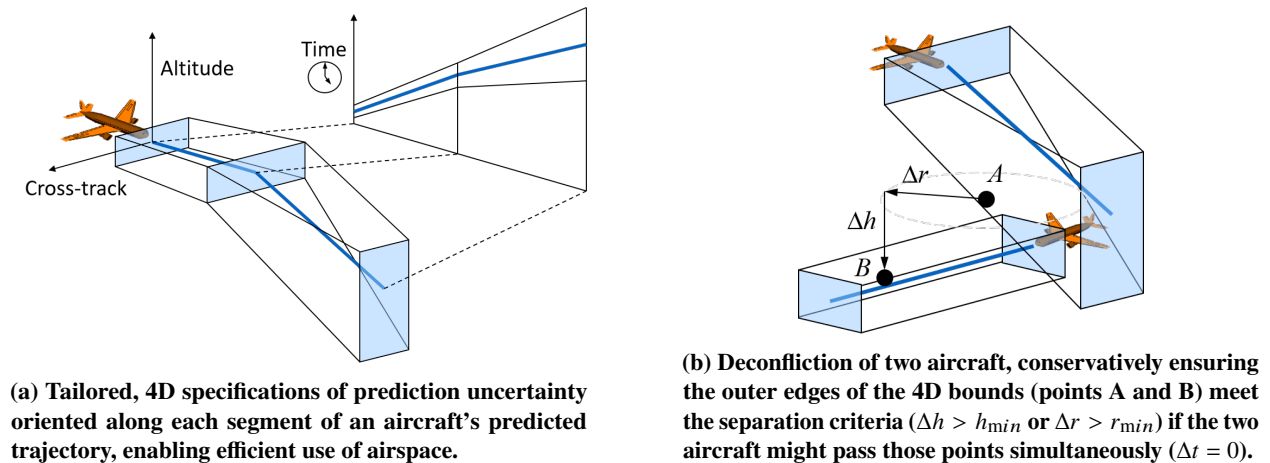 Altitude
Time
Cross-track
(a) Tailored, 4D specifications of prediction uncertainty
oriented along each segment of an aircraft's predicted
trajectory, enabling efficient use of airspace.
Δr
A
Δh
B
(b) Deconfliction of two aircraft, conservatively ensuring
the outer edges of the 4D bounds (points A and B) meet
the separation criteria (Δh > hmin or Δr > rmin) if the two
aircraft might pass those points simultaneously (Δt = 0).